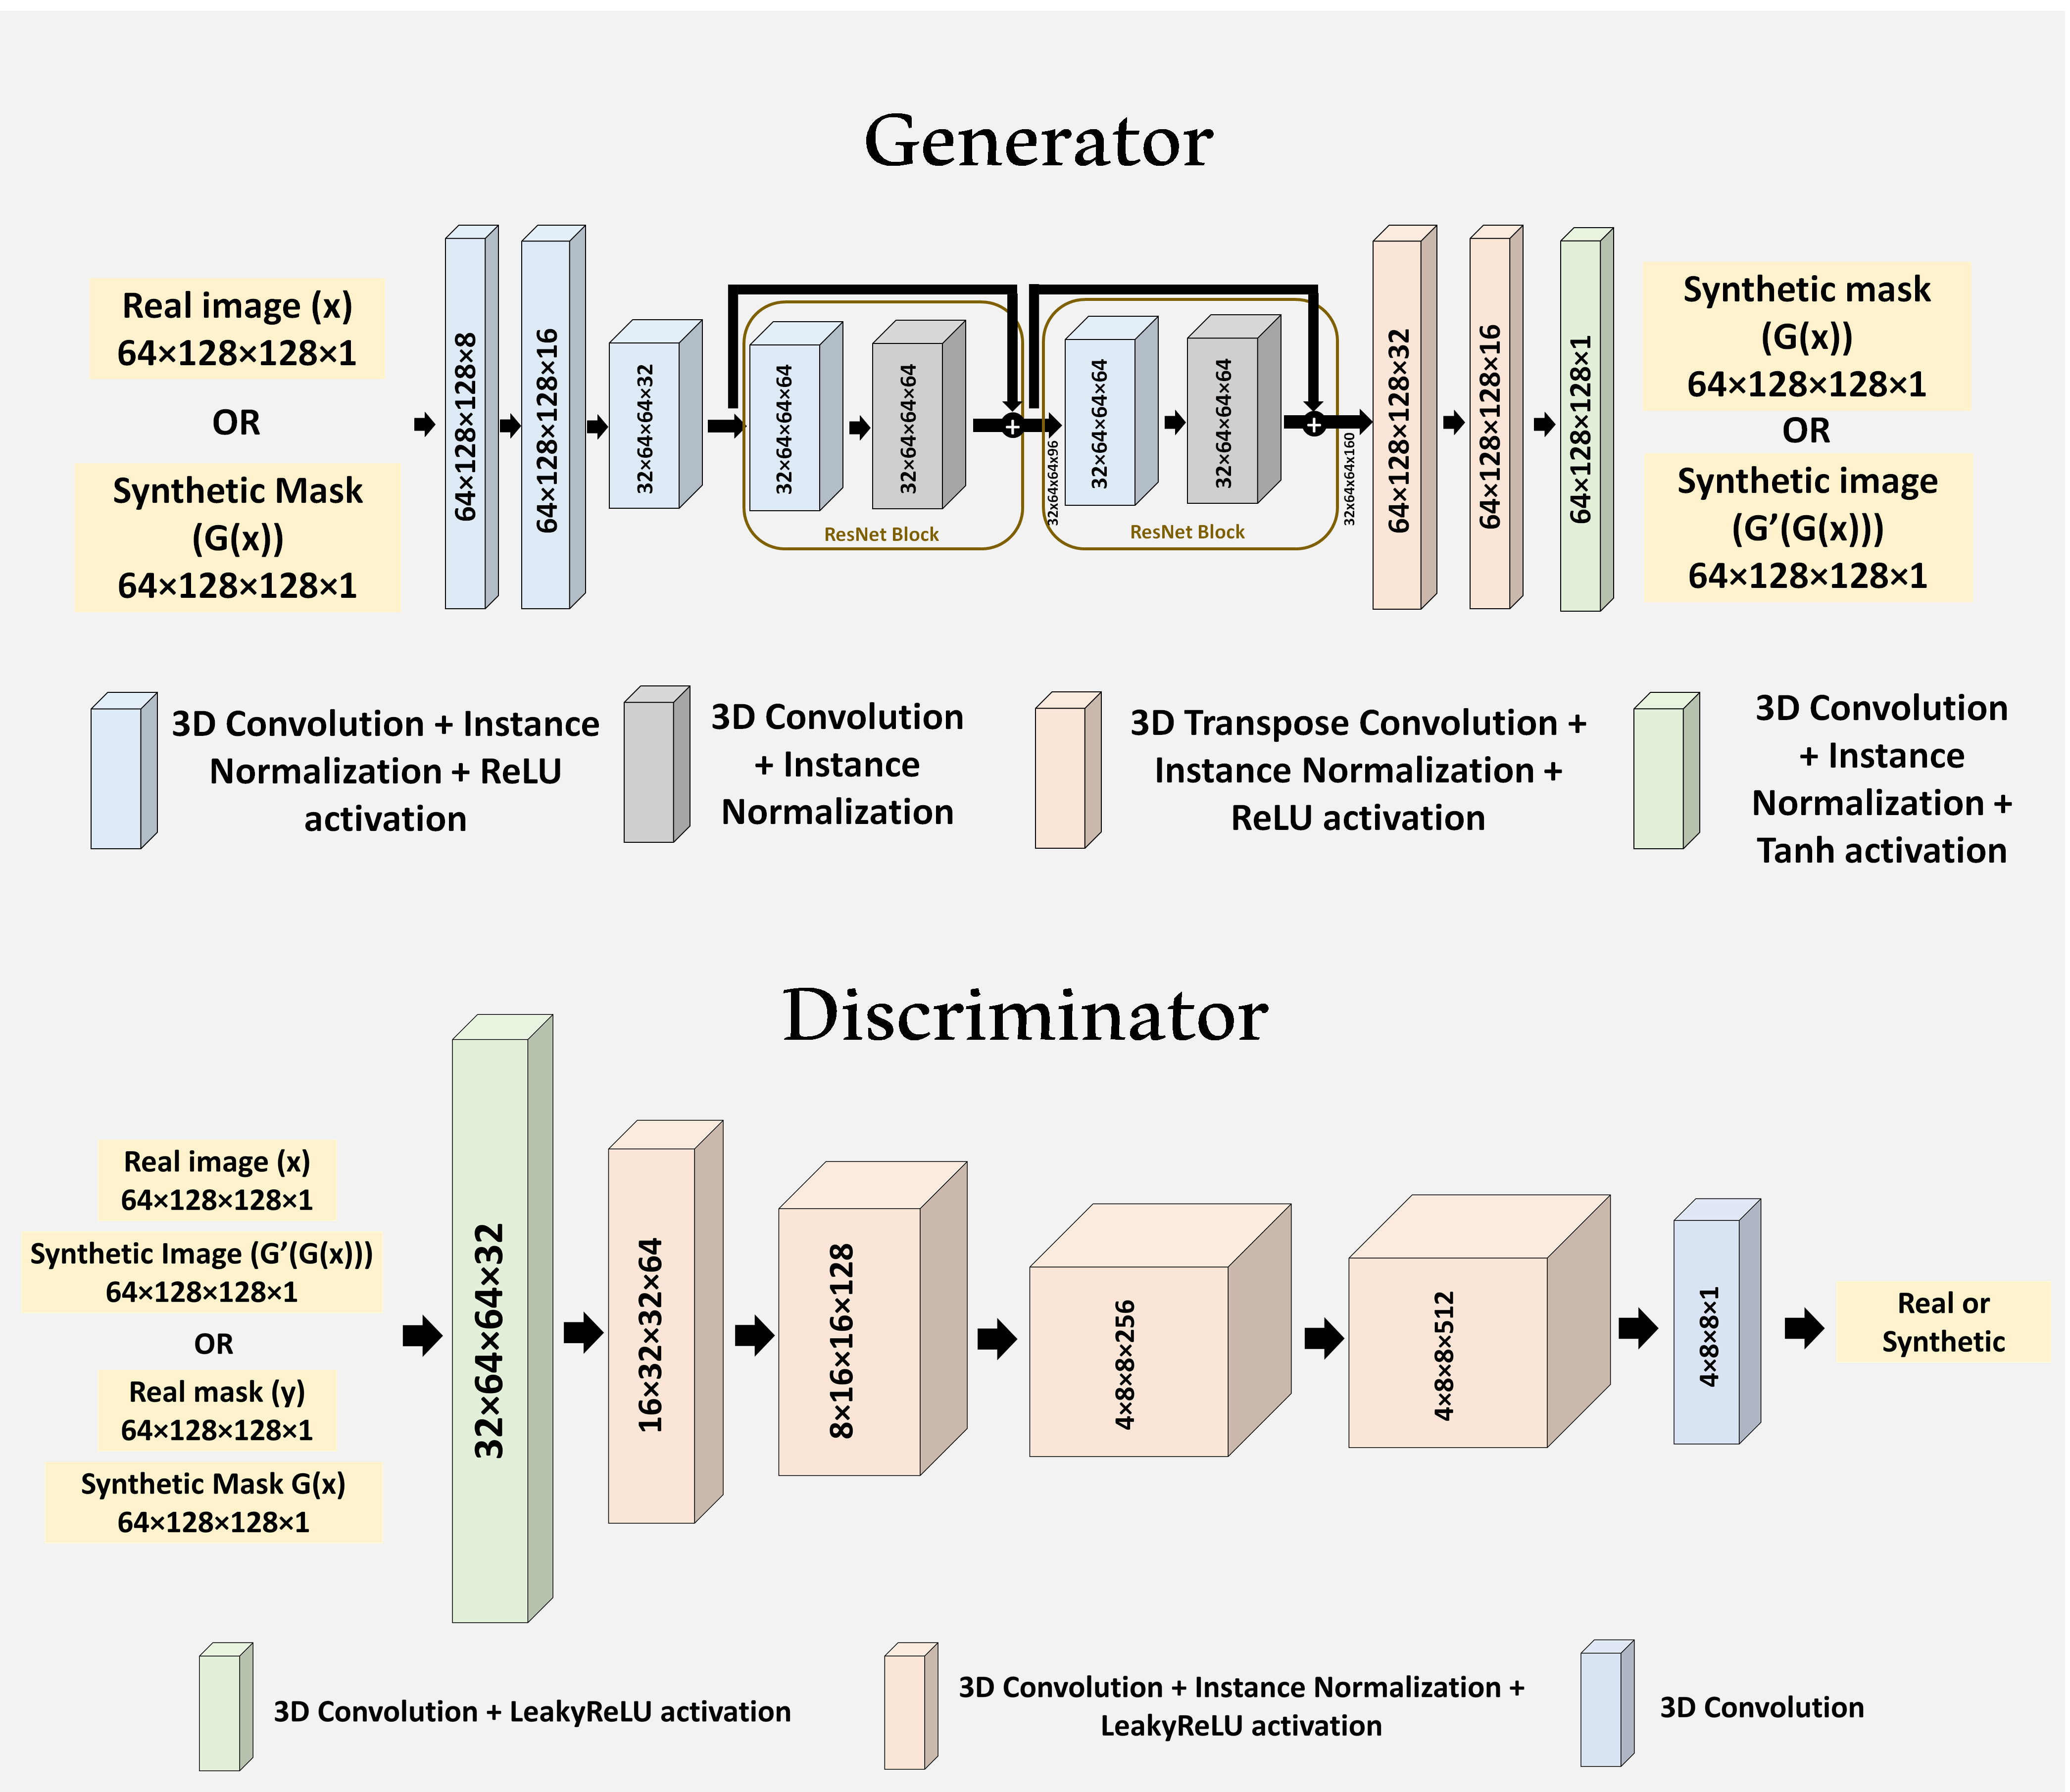 Generator
Real image (x)
64×128×128×1
OR
Synthetic Mask
(G(x))
64×128×128×1
64×128×128×8
64×128×128×16
32×64×64×32
32×64×64×64
32×64×64×64
ResNet Block
+
32x64x64x96
32×64×64×64
32×64×64×64
ResNet Block
+
32x64x64x160
64×128×128×32
64×128×128×16
64×128×128×1
Synthetic mask
(G(x))
64×128×128×1
OR
Synthetic image
(G’(G(x)))
64×128×128×1
3D Convolution + Instance
Normalization + ReLU
activation
3D Convolution
+ Instance
Normalization
3D Transpose Convolution +
Instance Normalization +
ReLU activation
3D Convolution
+ Instance
Normalization +
Tanh activation
Discriminator
Real image (x)
64×128×128×1
Synthetic Image (G’(G(x)))
64×128×128×1
OR
Real mask (y)
64×128×128×1
Synthetic Mask G(x)
64×128×128×1
32×64×64×32
16×32×32×64
8×16×16×128
4×8×8×256
4×8×8×512
4×8×8×1
Real or
Synthetic
3D Convolution + LeakyReLU activation
3D Convolution + Instance Normalization +
LeakyReLU activation
3D Convolution